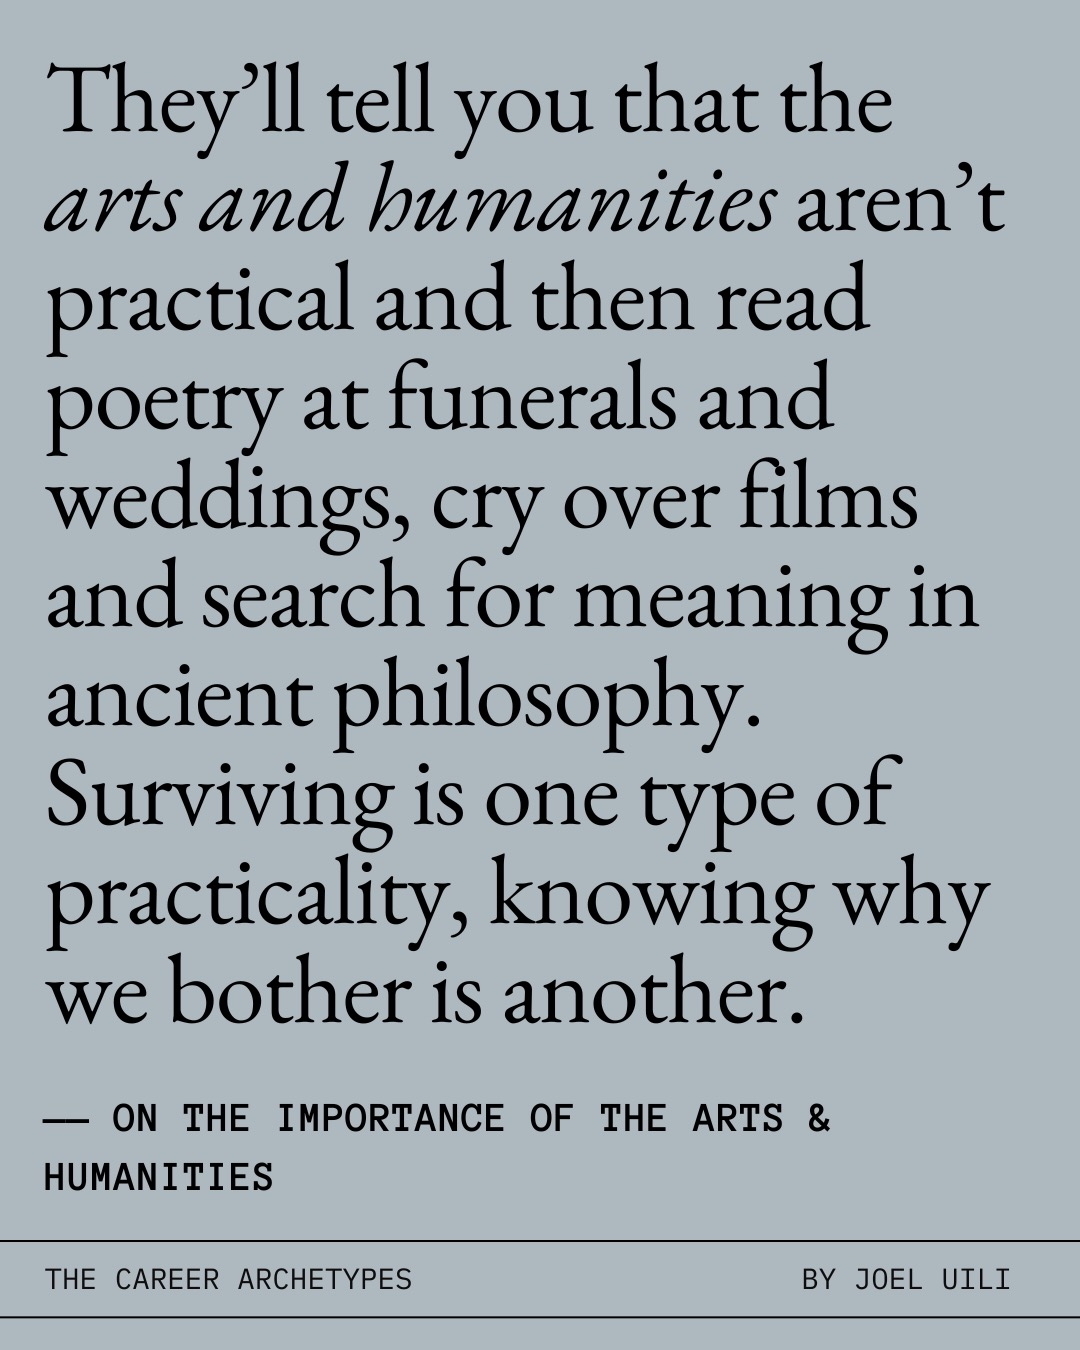 They’ll tell you that the
arts and humanities aren’t
practical and then read
poetry at funerals and
weddings, cry over films
and search for meaning in
ancient philosophy.
Surviving is one type of
practicality, knowing why
we bother is another.
—— ON THE IMPORTANCE OF THE ARTS &
HUMANITIES
THE CAREER ARCHETYPES
BY JOEL UILI